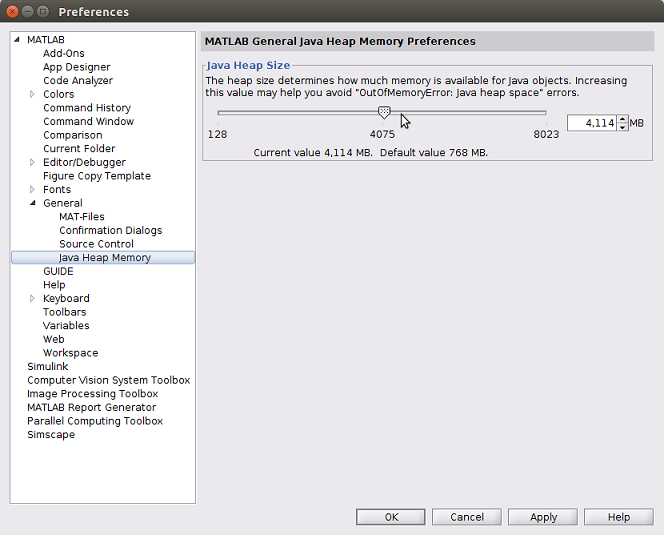 Preferences
MATLAB
Add-Ons
App Designer
Code Analyzer
Colors
Command History
Command Window
Comparison
Current Folder
Editor/Debugger
Figure Copy Template
Fonts
General
MAT-Files
Confirmation Dialogs
Source Control
Java Heap Memory
GUIDE
Help
Keyboard
Toolbars
Variables
Web
Workspace
Simulink
Computer Vision System Toolbox
Image Processing Toolbox
MATLAB Report Generator
Parallel Computing Toolbox
Simscape
MATLAB General Java Heap Memory Preferences
Java Heap Size
The heap size determines how much memory is available for Java objects. Increasing
this value may help you avoid "OutOfMemoryError: Java heap space" errors.
4,114 MB
128 4075 8023
Current value 4,114 MB. Default value 768 MB.
OK Cancel Apply Help